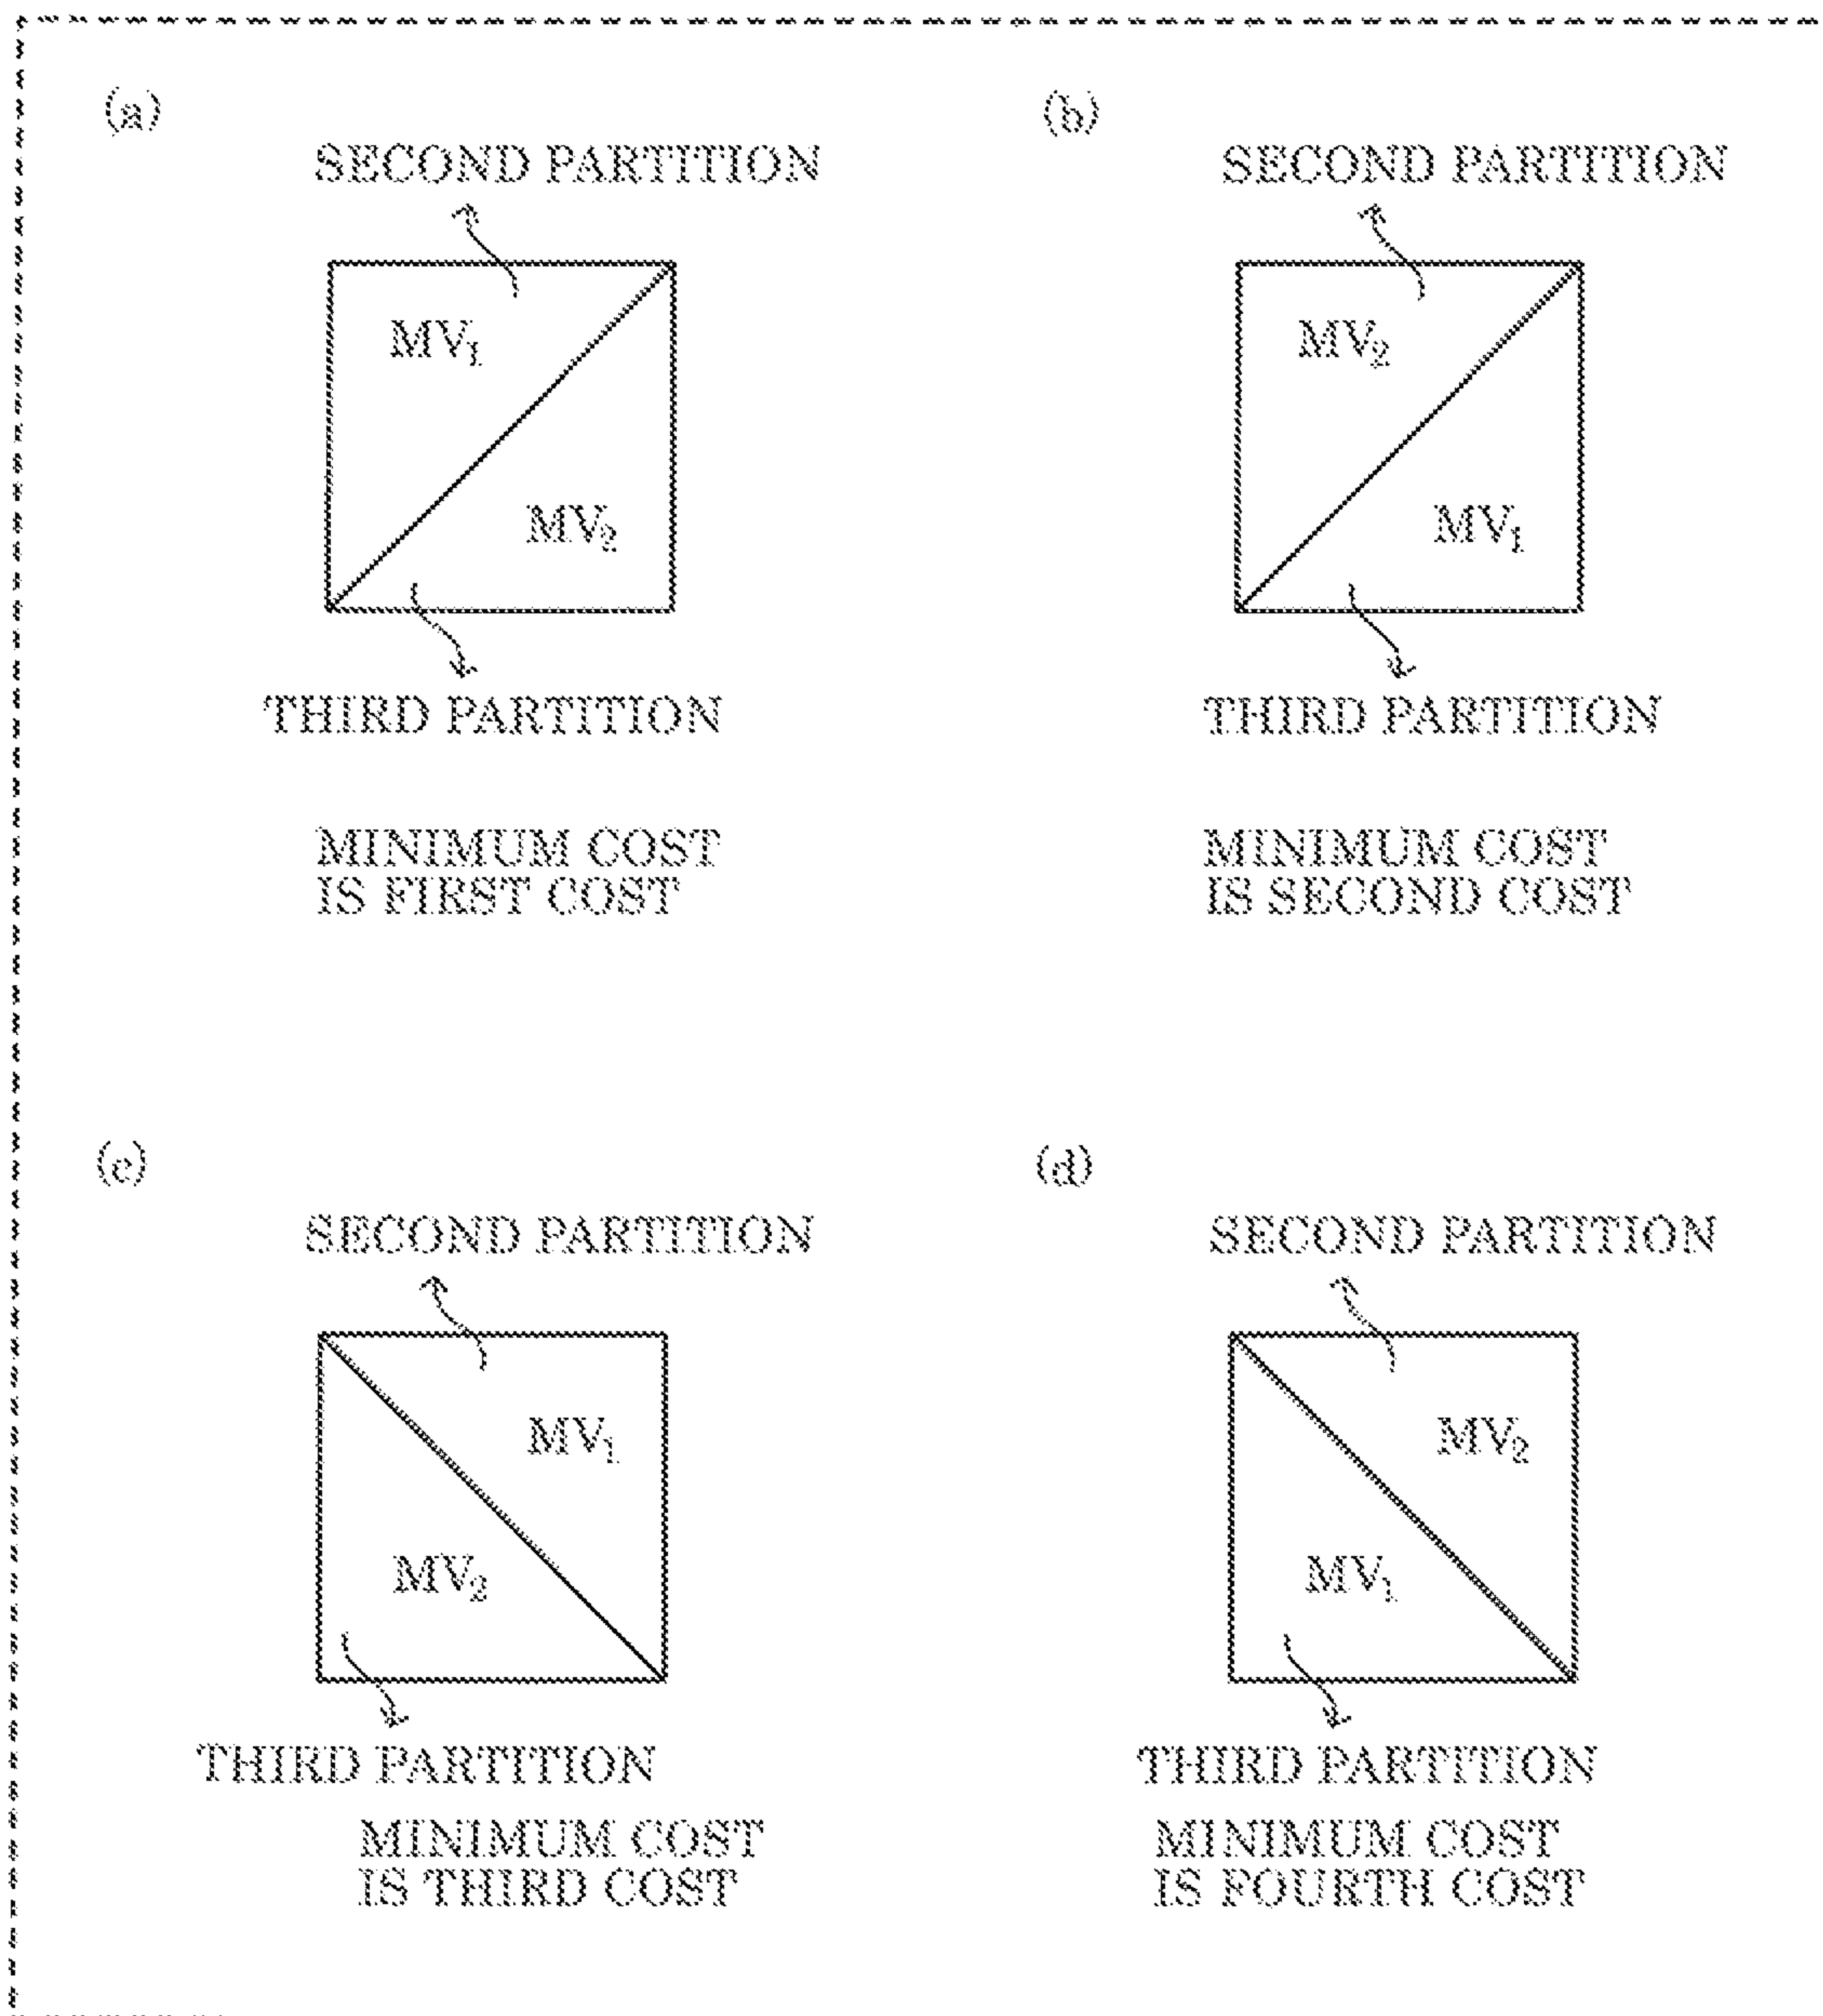 (a)
SECOND PARTITION
MV₁
MV₂
THIRD PARTITION
MINIMUM COST
IS FIRST COST
(b)
SECOND PARTITION
MV₂
MV₁
THIRD PARTITION
MINIMUM COST
IS SECOND COST
(c)
SECOND PARTITION
MV₁
MV₂
THIRD PARTITION
MINIMUM COST
IS THIRD COST
(d)
SECOND PARTITION
MV₂
MV₁
THIRD PARTITION
MINIMUM COST
IS FOURTH COST